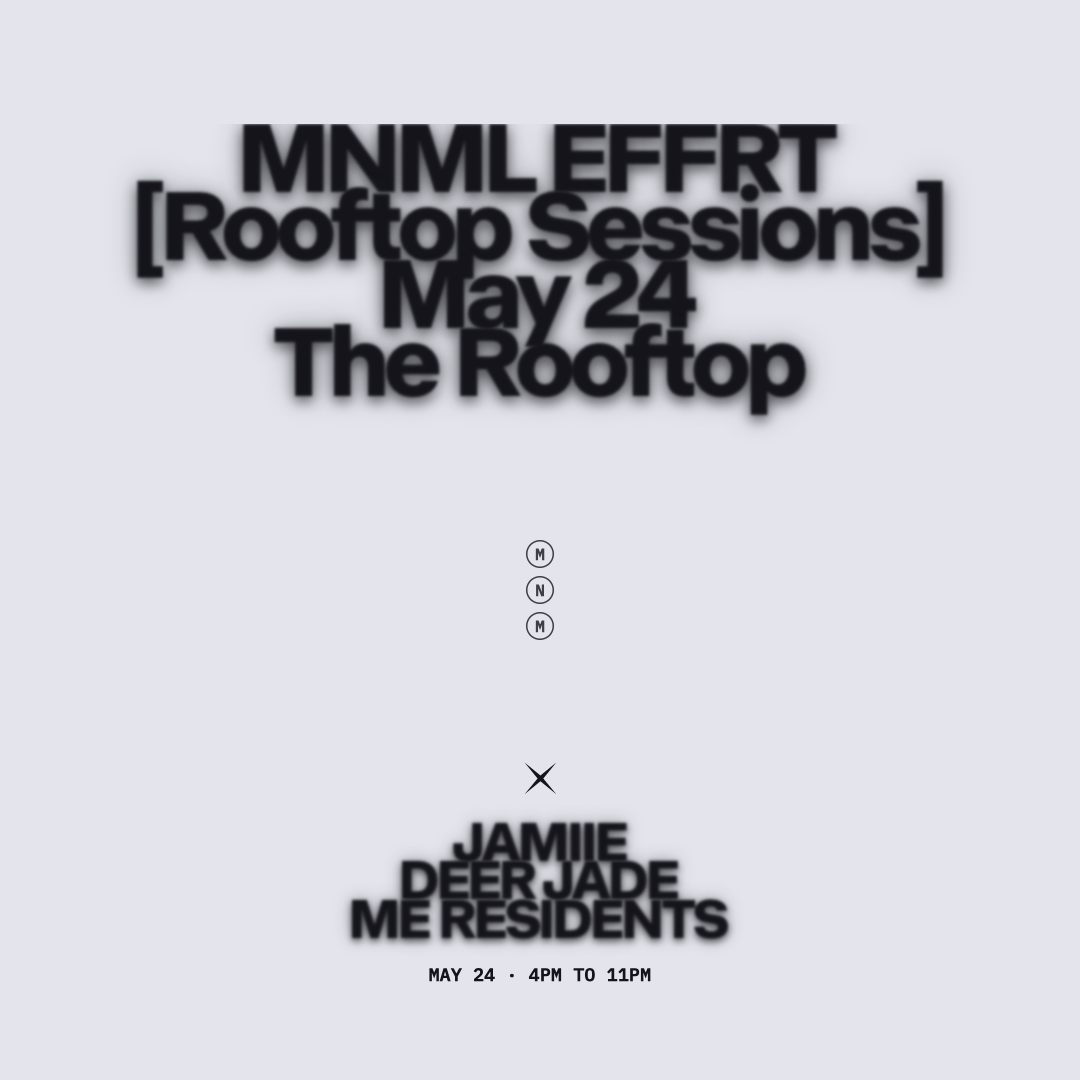 MNML EFFRT
[Rooftop Sessions]
May 24
The Rooftop
M
N
M
JAMIIE
DEER JADE
ME RESIDENTS
MAY 24 · 4PM TO 11PM